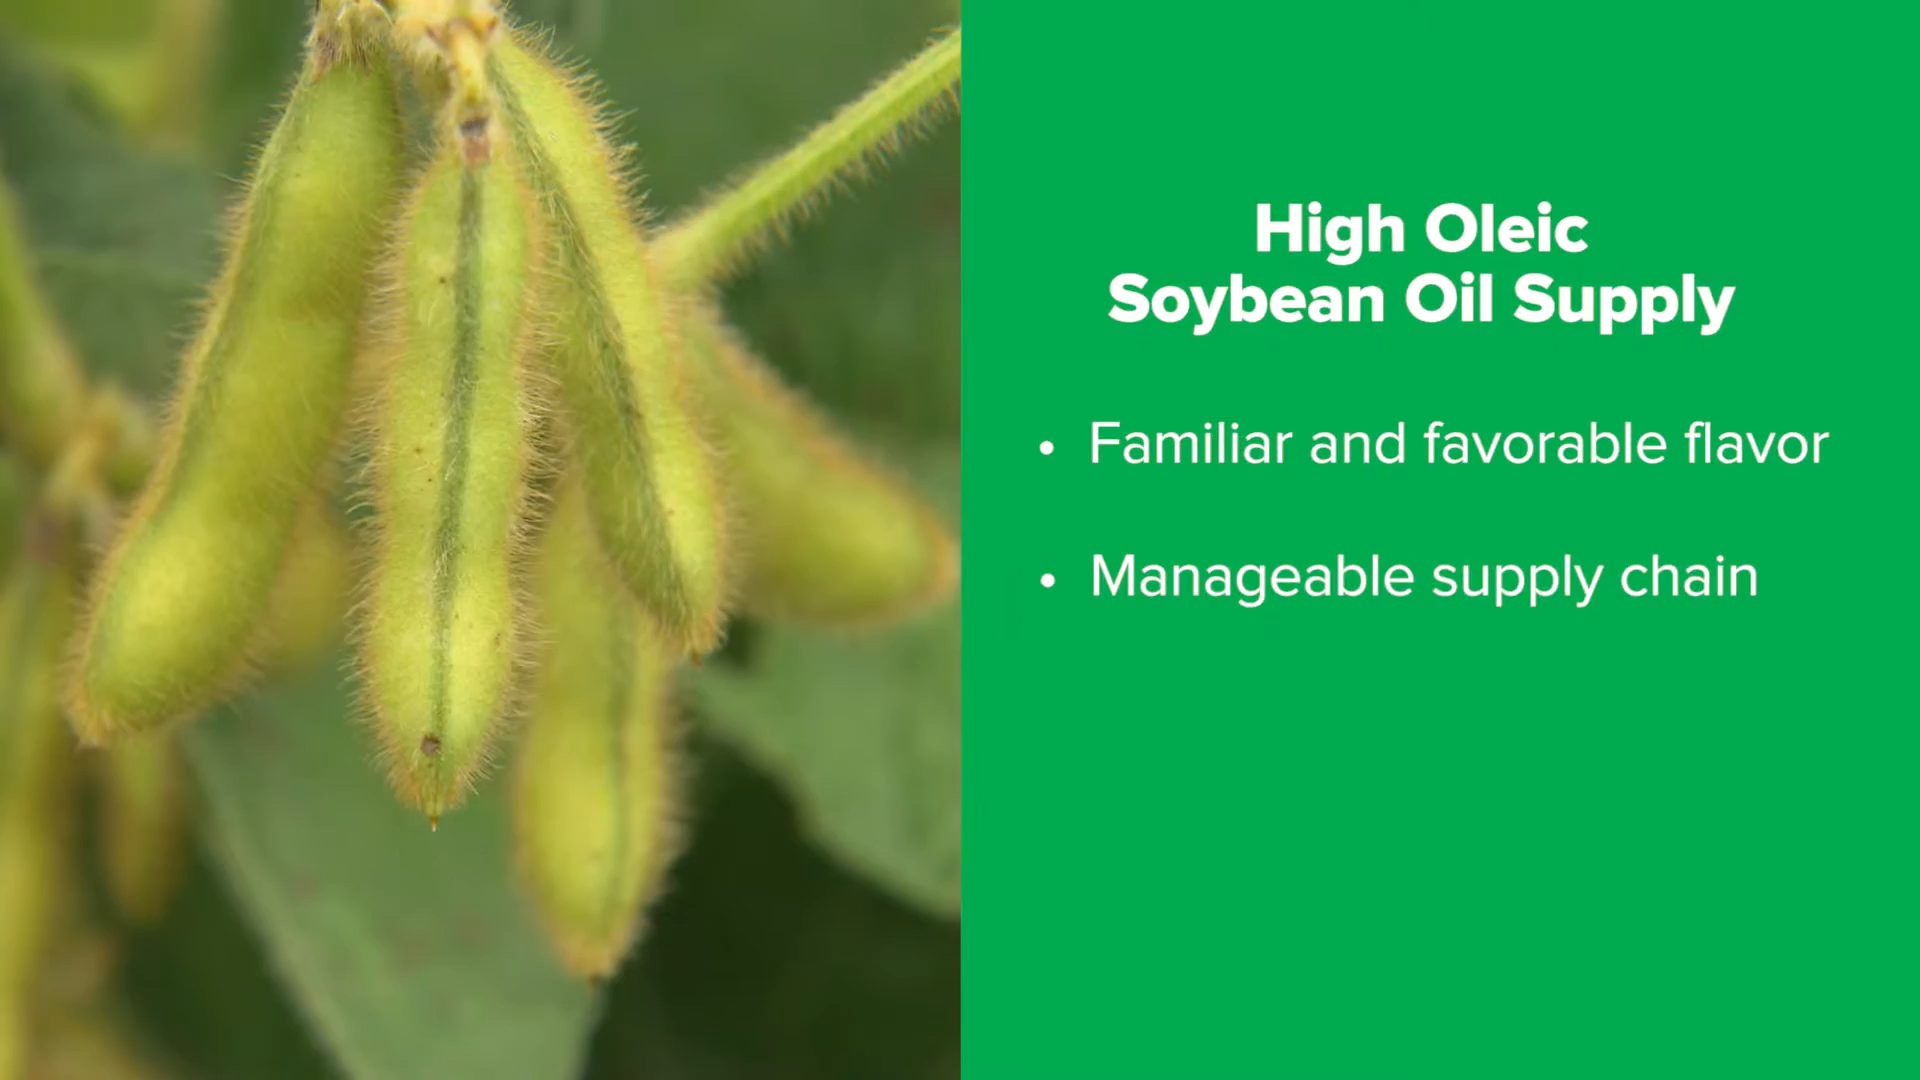 High Oleic
Soybean Oil Supply
• Familiar and favorable flavor
• Manageable supply chain